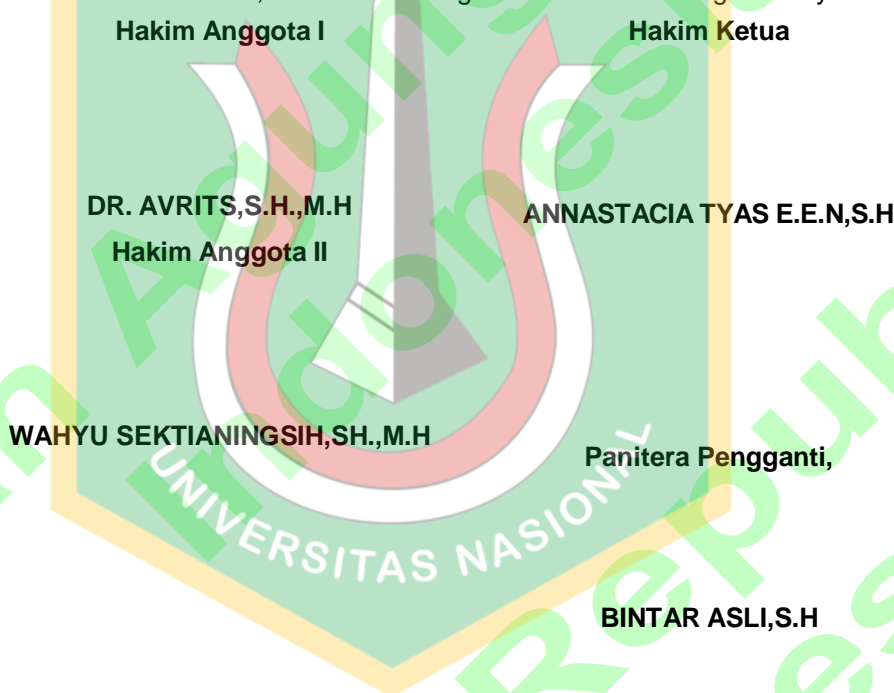 Hakim Anggota I
Hakim Ketua
DR. AVRITS,S.H.,M.H
ANNASTACIA TYAS E.E.N,S.H
Hakim Anggota II
WAHYU SEKTIANINGSIH,SH.,M.H
Panitera Pengganti,
BINTAR ASLI,S.H
UNIVERSITAS NASIONAL